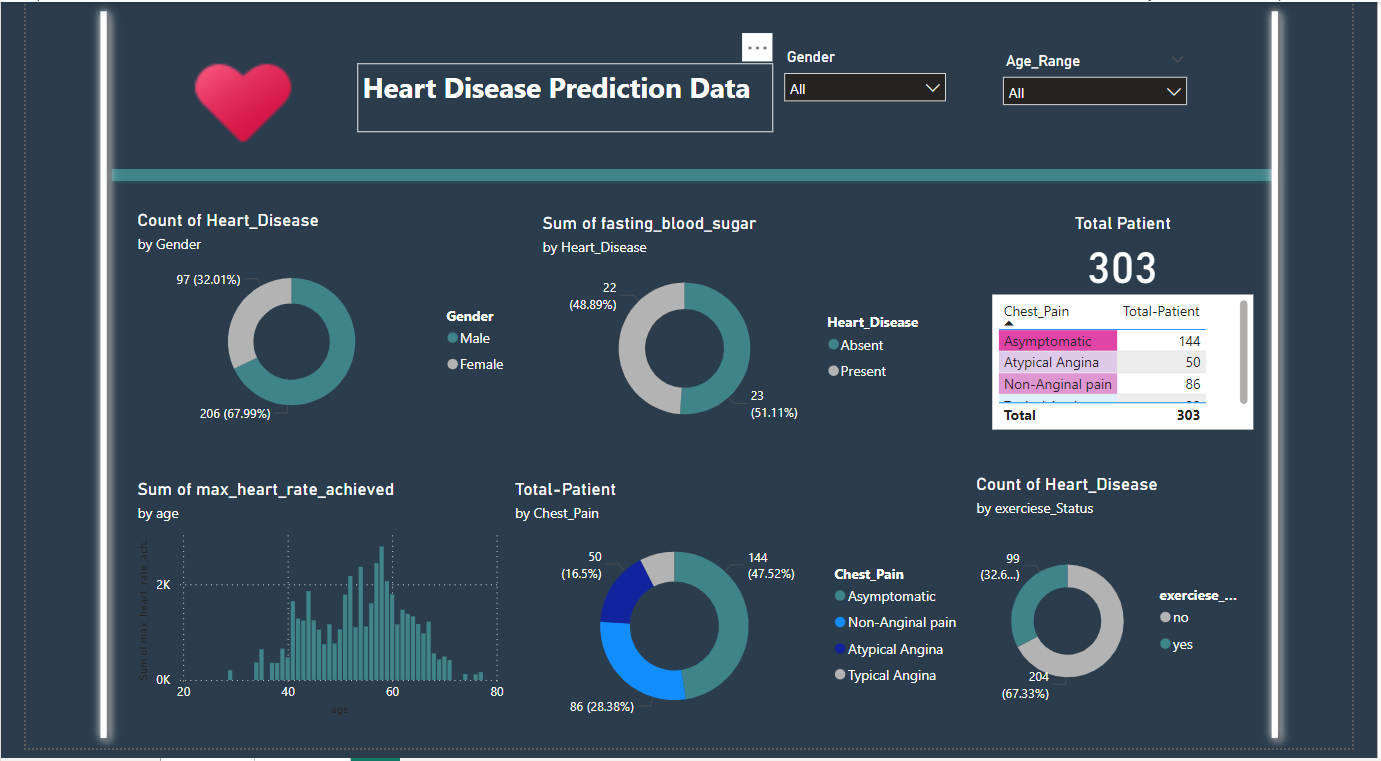 Heart Disease Prediction Data
Gender
All
Age_Range
All
Count of Heart_Disease
by Gender
97 (32.01%)
206 (67.99%)
Gender
Male
Female
Sum of fasting_blood_sugar
by Heart_Disease
22
(48.89%)
23
(51.11%)
Heart_Disease
Absent
Present
Total Patient
303
Chest_Pain Total-Patient
Asymptomatic 144
Atypical Angina 50
Non-Anginal pain 86
Total 303
Sum of max_heart_rate_achieved
by age
Sum of max_heart_rate_ach...
2K
0K
20 40 60 80
age
Total-Patient
by Chest_Pain
50
(16.5%)
144
(47.52%)
86 (28.38%)
Chest_Pain
Asymptomatic
Non-Anginal pain
Atypical Angina
Typical Angina
Count of Heart_Disease
by exerciese_Status
99
(32.6...)
204
(67.33%)
exerciese_...
no
yes